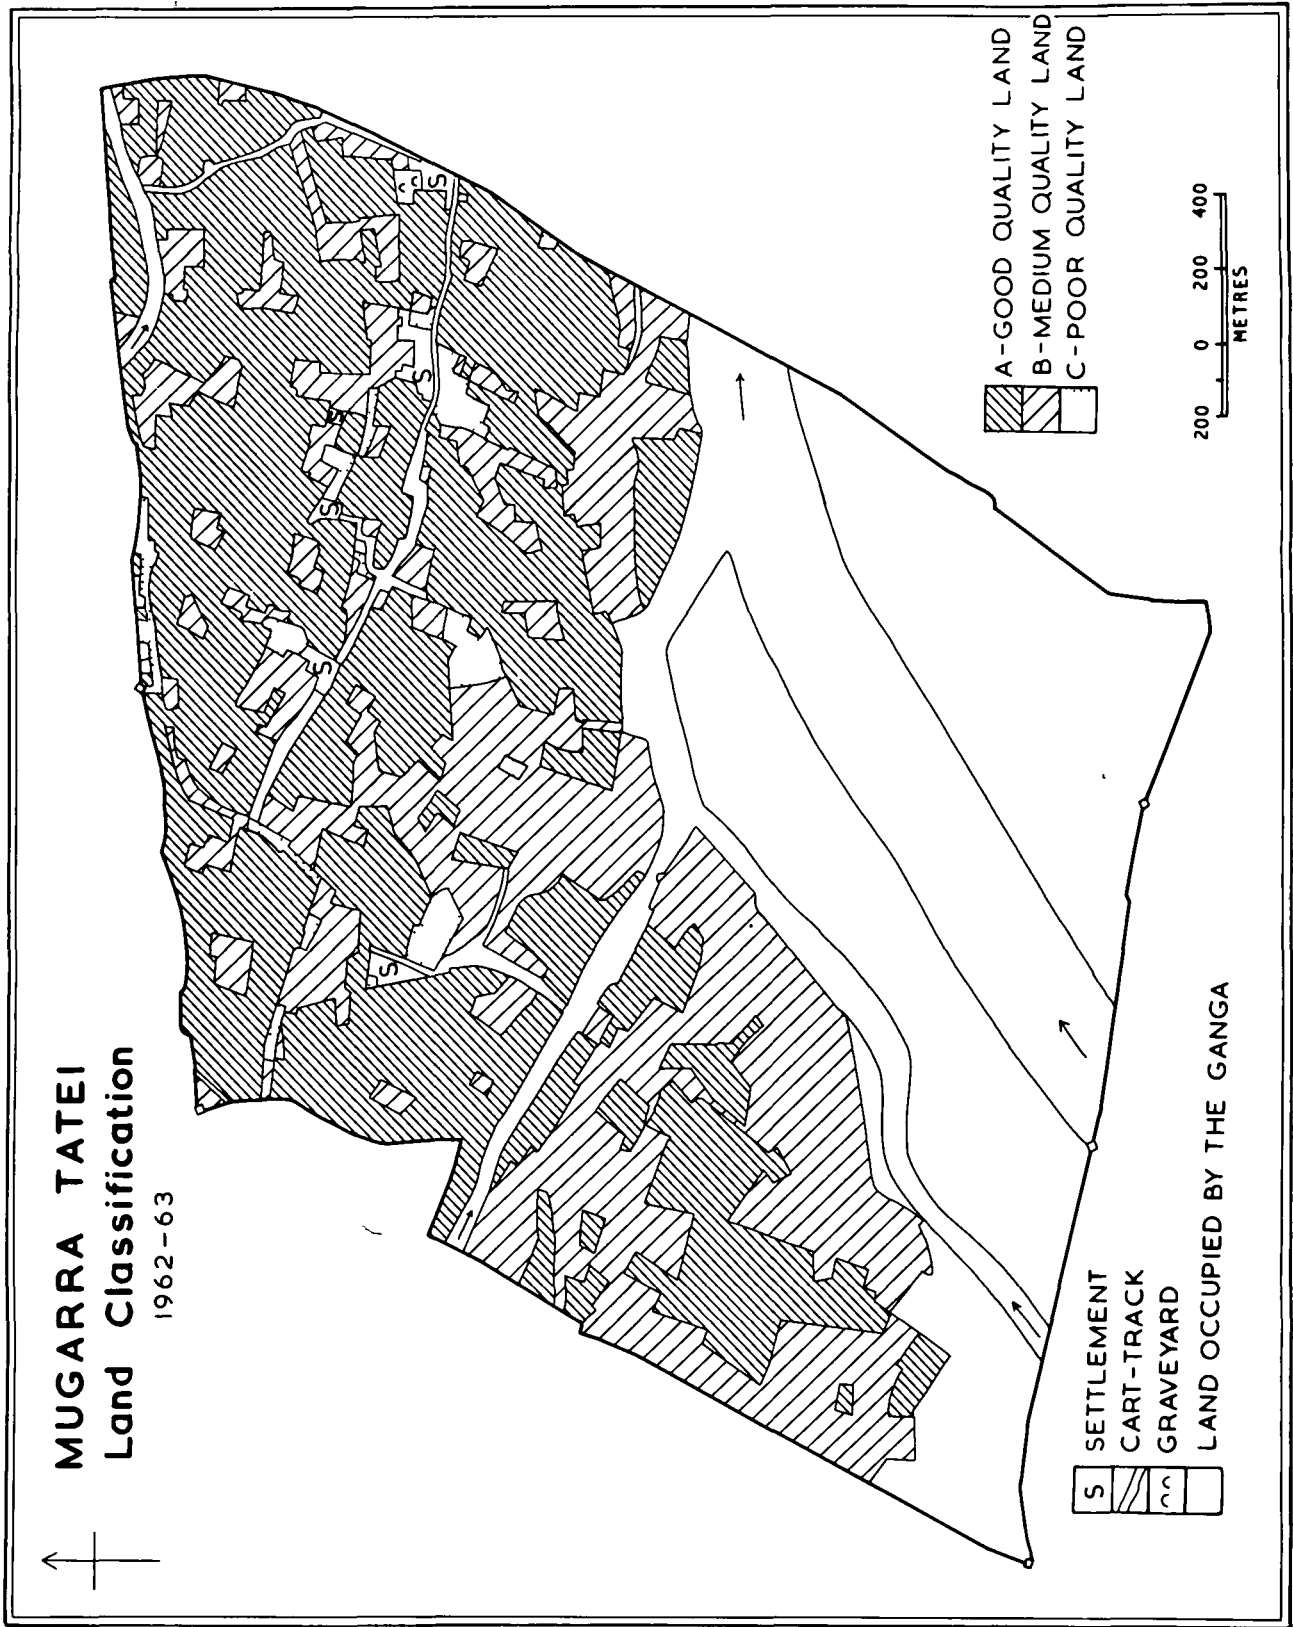 MUGARRA TATEI
Land Classification
1962-63
S
S
S
S
S
S
A-GOOD QUALITY LAND
B-MEDIUM QUALITY LAND
C-POOR QUALITY LAND
200 0 200 400
METRES
S SETTLEMENT
CART-TRACK
GRAVEYARD
LAND OCCUPIED BY THE GANGA